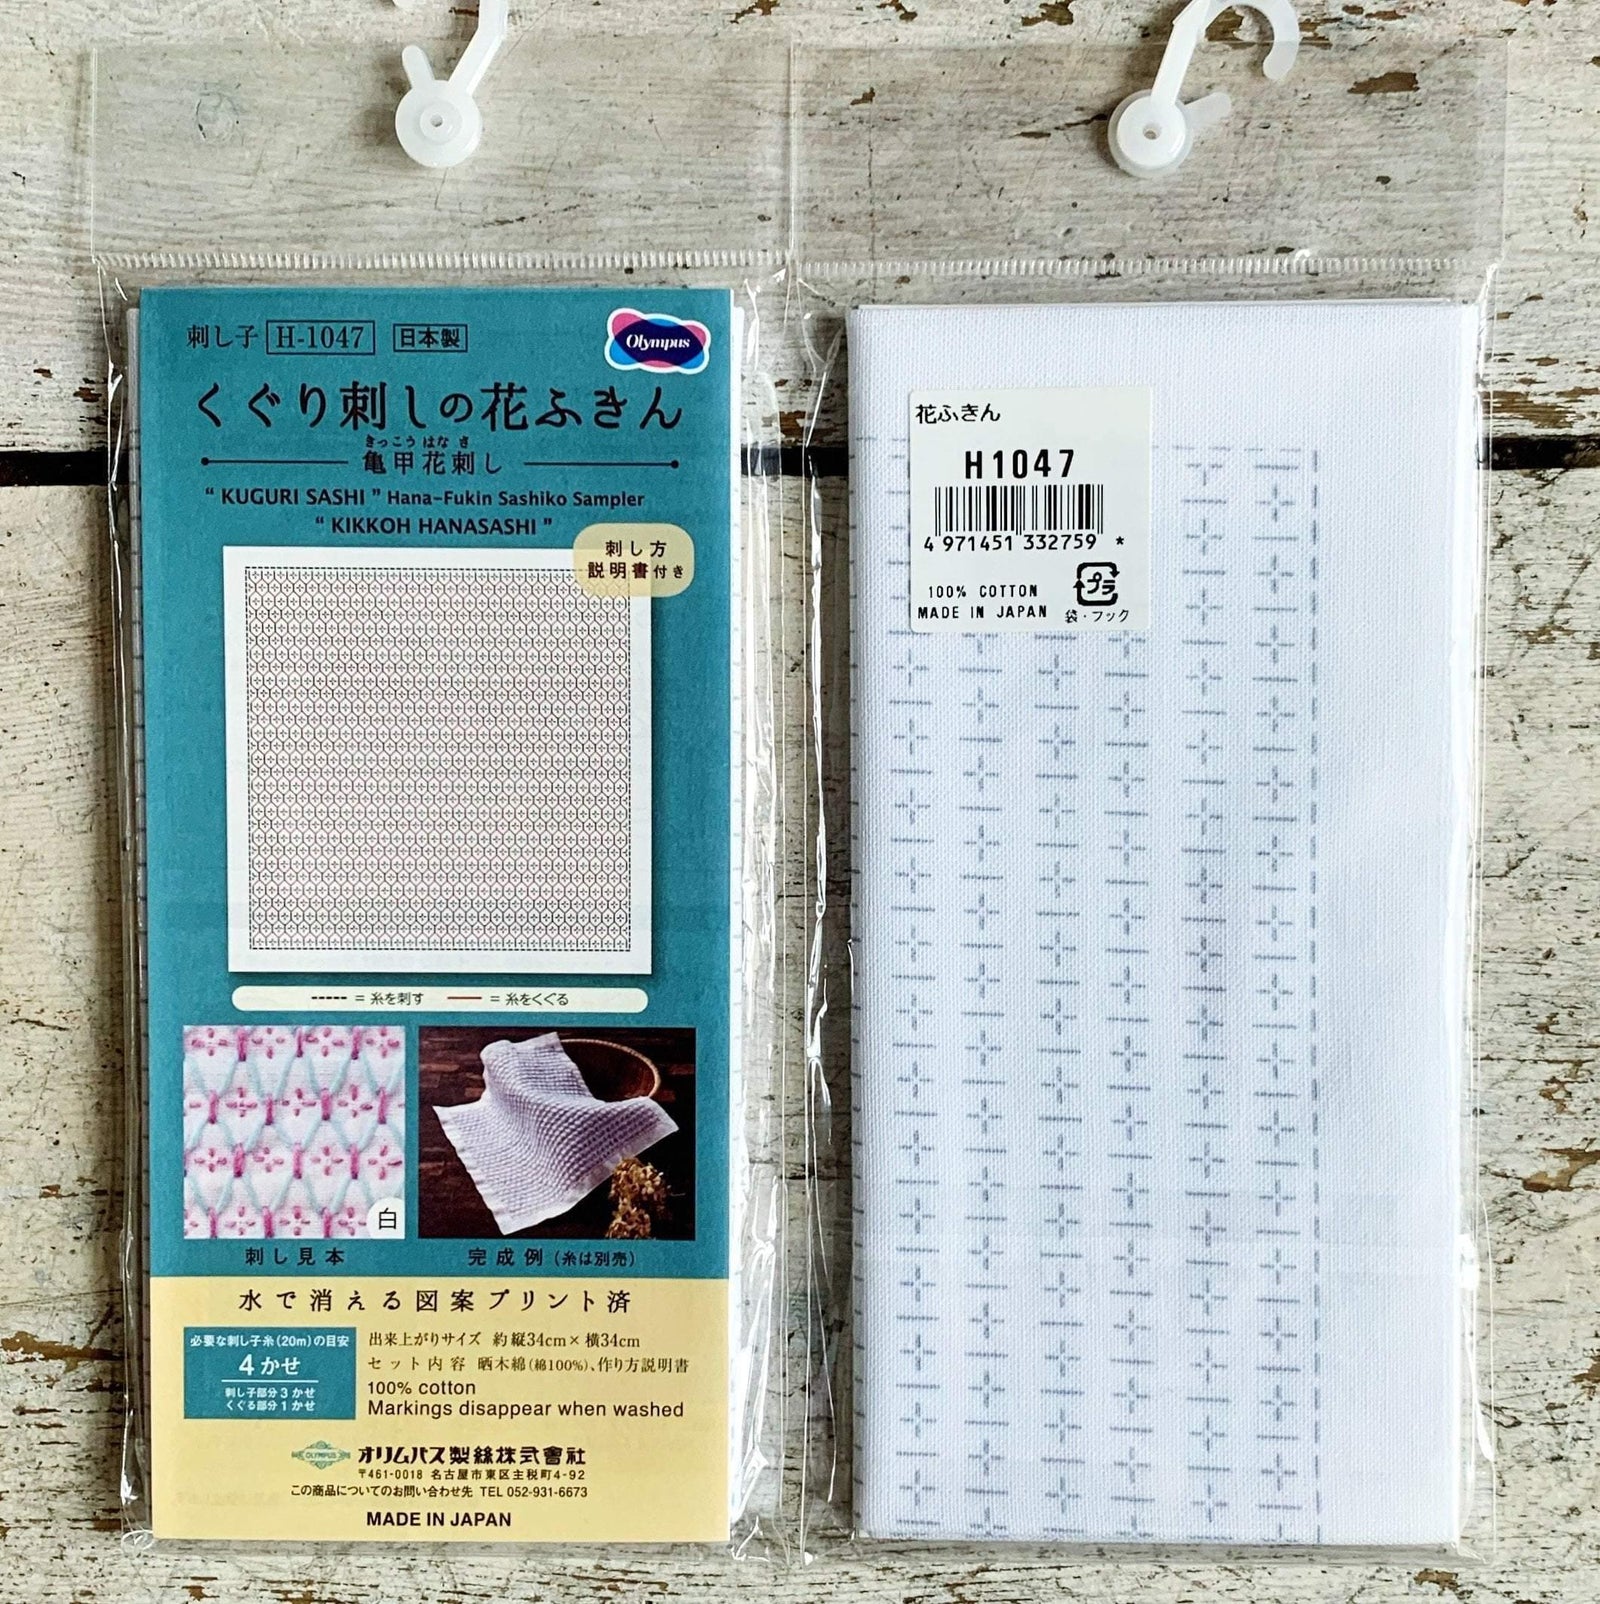 刺し子 H-1047 日本製
Olympus
くぐり刺しの花ふきん
きっこう はな さ
亀甲花刺し
“ KUGURI SASHI ” Hana-Fukin Sashiko Sampler
“ KIKKOH HANASASHI ”
刺し方
説明書付き
----- = 糸を刺す — = 糸をくぐる
白
刺し見本
完成例(糸は別売)
水で消える図案プリント済
必要な刺し子糸(20m)の目安
4かせ
刺し子部分3かせ
くぐる部分1かせ
出来上がりサイズ 約縦34cm×横34cm
セット内容 晒木綿(綿100%)、作り方説明書
100% cotton
Markings disappear when washed
OLYMPUS
オリムパス製絲株式會社
〒461-0018 名古屋市東区主税町4-92
この商品についてのお問い合わせ先 TEL 052-931-6673
MADE IN JAPAN
花ふきん
H1047
4 971451 332759 *
100% COTTON
MADE IN JAPAN
プラ
袋・フック